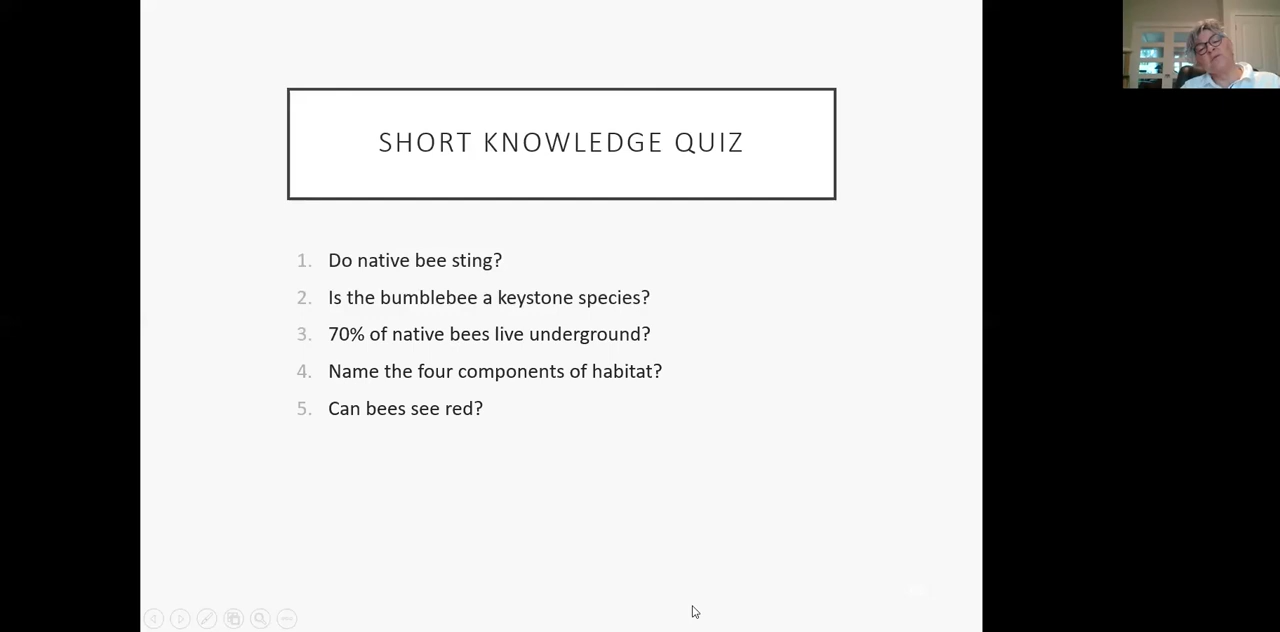 SHORT KNOWLEDGE QUIZ
1. Do native bee sting?
2. Is the bumblebee a keystone species?
3. 70% of native bees live underground?
4. Name the four components of habitat?
5. Can bees see red?